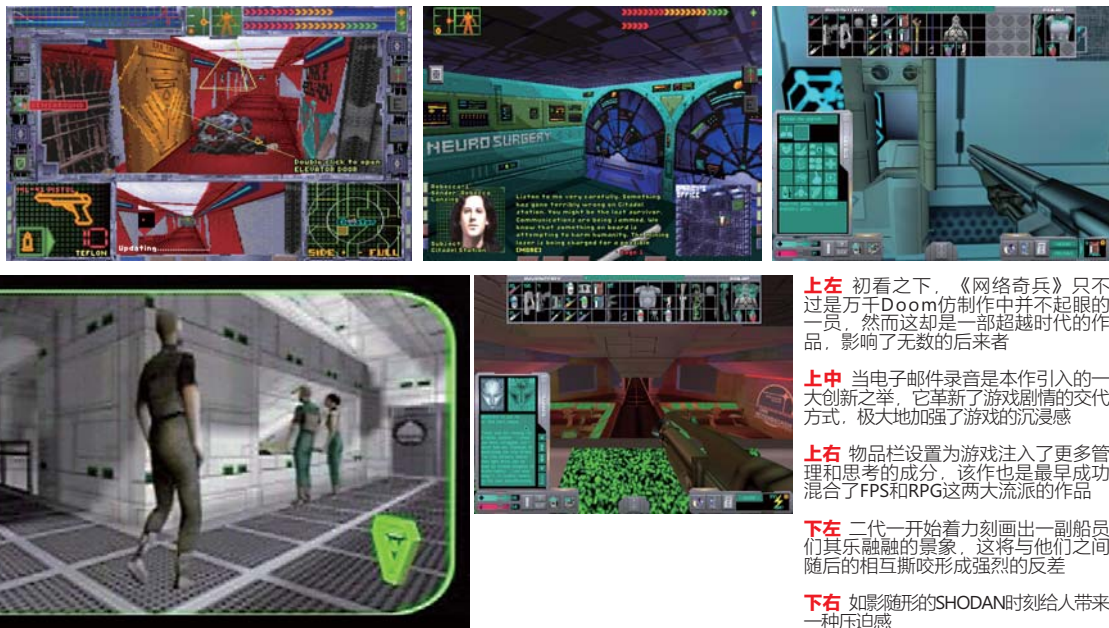 Double click to open
ELEVATOR DOOR
TEFLON
Updating.........
SIDE + - FULL
NEURO SURGERY
Rebecca-1
Sender: Rebecca
Lansing
Subject:
Citadel Station
Listen to me very carefully. Something
has gone terribly wrong on Citadel
station. You might be the last survivor.
Communications are being jammed. We
know that something on board is
attempting to harm humanity. The mining
laser is being charged for a possible
[MORE]
上左 初看之下，《网络奇兵》只不
过是万千Doom仿制作中并不起眼的
一员，然而这却是一部超越时代的作
品，影响了无数的后来者
上中 当电子邮件录音是本作引入的一
大创新之举，它革新了游戏剧情的交代
方式，极大地加强了游戏的沉浸感
上右 物品栏设置为游戏注入了更多管
理和思考的成分，该作也是最早成功
混合了FPS和RPG这两大流派的作品
下左 二代一开始着力刻画出一副船员
们其乐融融的景象，这将与他们之间
随后的相互撕咬形成强烈的反差
下右 如影随形的SHODAN时刻给人带来
一种压迫感